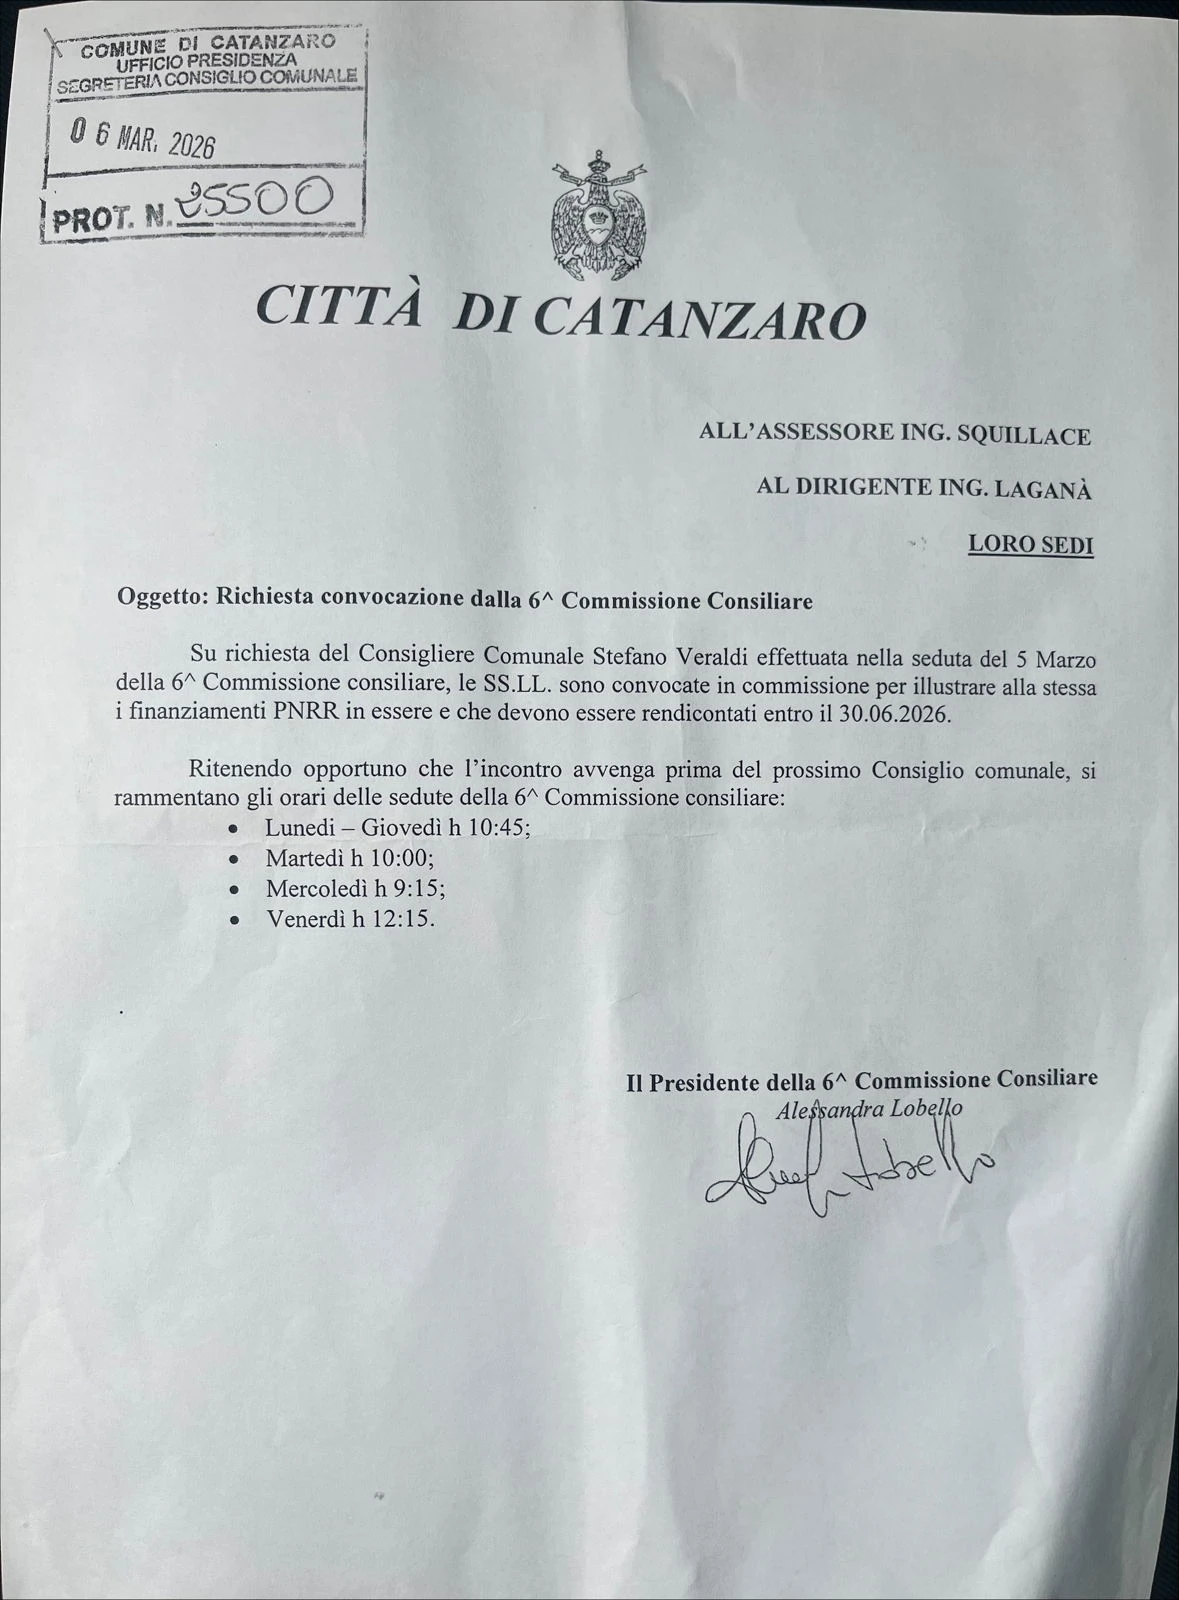 COMUNE DI CATANZARO
UFFICIO PRESIDENZA
SEGRETERIA CONSIGLIO COMUNALE
06 MAR. 2026
PROT. N. 25500
CITTÀ DI CATANZARO
ALL'ASSESSORE ING. SQUILLACE
AL DIRIGENTE ING. LAGANÀ
LORO SEDI
Oggetto: Richiesta convocazione dalla 6^ Commissione Consiliare
Su richiesta del Consigliere Comunale Stefano Veraldi effettuata nella seduta del 5 Marzo
della 6^ Commissione consiliare, le SS.LL. sono convocate in commissione per illustrare alla stessa
i finanziamenti PNRR in essere e che devono essere rendicontati entro il 30.06.2026.
Ritenendo opportuno che l'incontro avvenga prima del prossimo Consiglio comunale, si
rammentano gli orari delle sedute della 6^ Commissione consiliare:
• Lunedi – Giovedì h 10:45;
• Martedì h 10:00;
• Mercoledì h 9:15;
• Venerdì h 12:15.
Il Presidente della 6^ Commissione Consiliare
Alessandra Lobello
Lobello